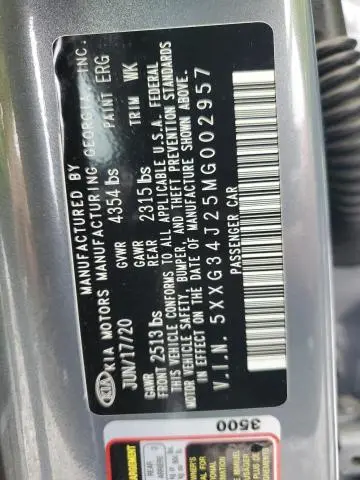 MANUFACTURED BY
KIA KIA MOTORS MANUFACTURING GEORGIA, INC.
JUN/17/20 PAINT ERG
GVWR 4354 lbs TRIM WK
GAWR FRONT 2513 lbs GAWR REAR 2315 lbs
THIS VEHICLE CONFORMS TO ALL APPLICABLE U.S.A. FEDERAL
MOTOR VEHICLE SAFETY, BUMPER, AND THEFT PREVENTION STANDARDS
IN EFFECT ON THE DATE OF MANUFACTURE SHOWN ABOVE.
V.I.N. 5XXG34J25MG002957
PASSENGER CAR
3500
REAR